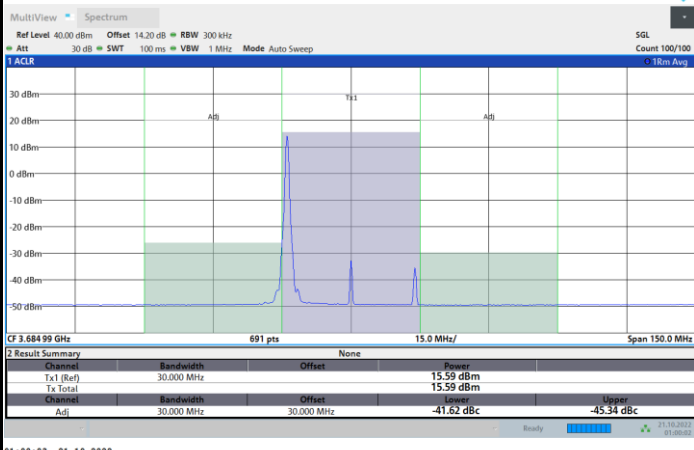 MultiView Spectrum
Ref Level 40.00 dBm Offset 14.20 dB RBW 300 kHz SGL
Att 30 dB SWT 100 ms VBW 1 MHz Mode Auto Sweep Count 100/100
1 ACLR 1Rm Avg
30 dBm
Tx1
20 dBm Adj Adj
10 dBm
0 dBm
-10 dBm
-20 dBm
-30 dBm
-40 dBm
-50 dBm
CF 3.684 99 GHz 691 pts 15.0 MHz/ Span 150.0 MHz
2 Result Summary None
Channel Bandwidth Offset Power
Tx1 (Ref) 30.000 MHz 15.59 dBm
Tx Total 15.59 dBm
Channel Bandwidth Offset Lower Upper
Adj 30.000 MHz 30.000 MHz -41.62 dBc -45.34 dBc
Ready 21.10.2022
01:00:02